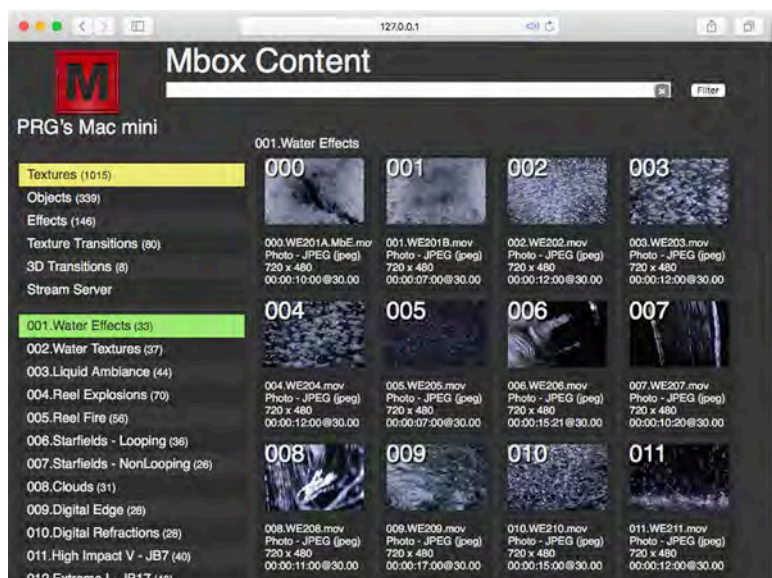 127.0.0.1
M
Mbox Content
Filter
PRG's Mac mini
Textures (1015)
Objects (339)
Effects (146)
Texture Transitions (80)
3D Transitions (8)
Stream Server
001.Water Effects (33)
002.Water Textures (37)
003.Liquid Ambiance (44)
004.Reel Explosions (70)
005.Reel Fire (56)
006.Starfields - Looping (36)
007.Starfields - NonLooping (26)
008.Clouds (31)
009.Digital Edge (26)
010.Digital Refractions (28)
011.High Impact V - JB7 (40)
001.Water Effects
000 001 002 003
000.WE201A.MbE.mov 001.WE201B.mov 002.WE202.mov 003.WE203.mov
Photo - JPEG (jpeg) Photo - JPEG (jpeg) Photo - JPEG (jpeg) Photo - JPEG (jpeg)
720 x 480 720 x 480 720 x 480 720 x 480
00:00:10:00@30.00 00:00:07:00@30.00 00:00:12:00@30.00 00:00:12:00@30.00
004 005 006 007
004.WE204.mov 005.WE205.mov 006.WE206.mov 007.WE207.mov
Photo - JPEG (jpeg) Photo - JPEG (jpeg) Photo - JPEG (jpeg) Photo - JPEG (jpeg)
720 x 480 720 x 480 720 x 480 720 x 480
00:00:12:00@30.00 00:00:07:00@30.00 00:00:15:21@30.00 00:00:10:20@30.00
008 009 010 011
008.WE208.mov 009.WE209.mov 010.WE210.mov 011.WE211.mov
Photo - JPEG (jpeg) Photo - JPEG (jpeg) Photo - JPEG (jpeg) Photo - JPEG (jpeg)
720 x 480 720 x 480 720 x 480 720 x 480
00:00:11:00@30.00 00:00:17:00@30.00 00:00:15:00@30.00 00:00:12:00@30.00